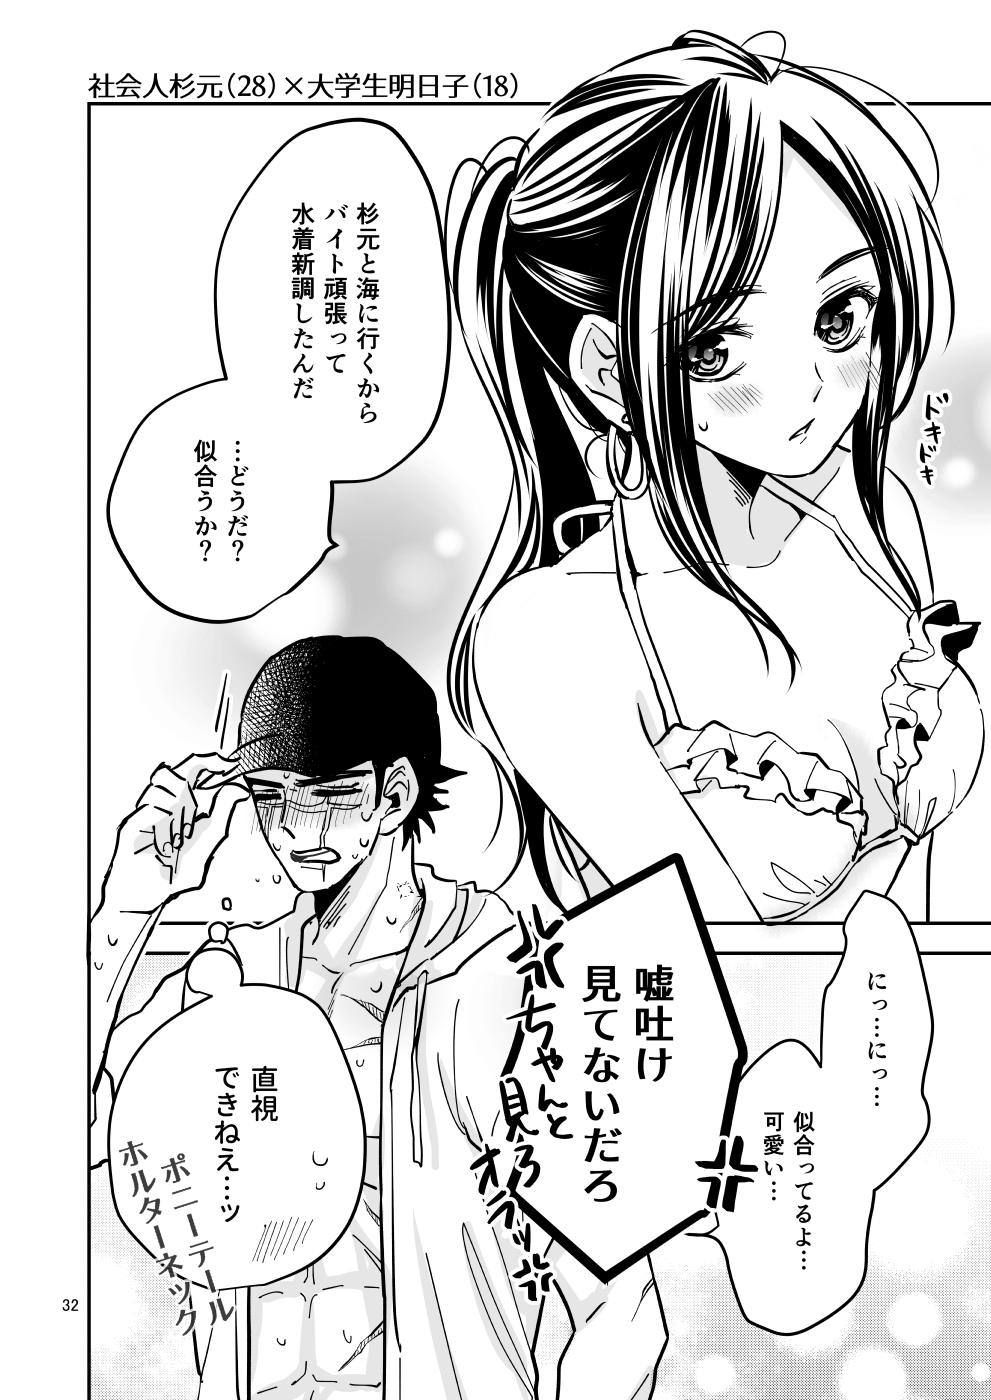 社会人杉元（28）×大学生明日子（18）
杉元と海に行くから
バイト頑張って
水着新調したんだ
…どうだ？
似合うか？
ドキドキ
にっ…にっ…
似合ってるよ…
可愛い…
嘘吐け
見てないだろ
ちゃんと
見ろ
オラッ
直視
できねえ…ッ
ポニーテール
ホルターネック
32